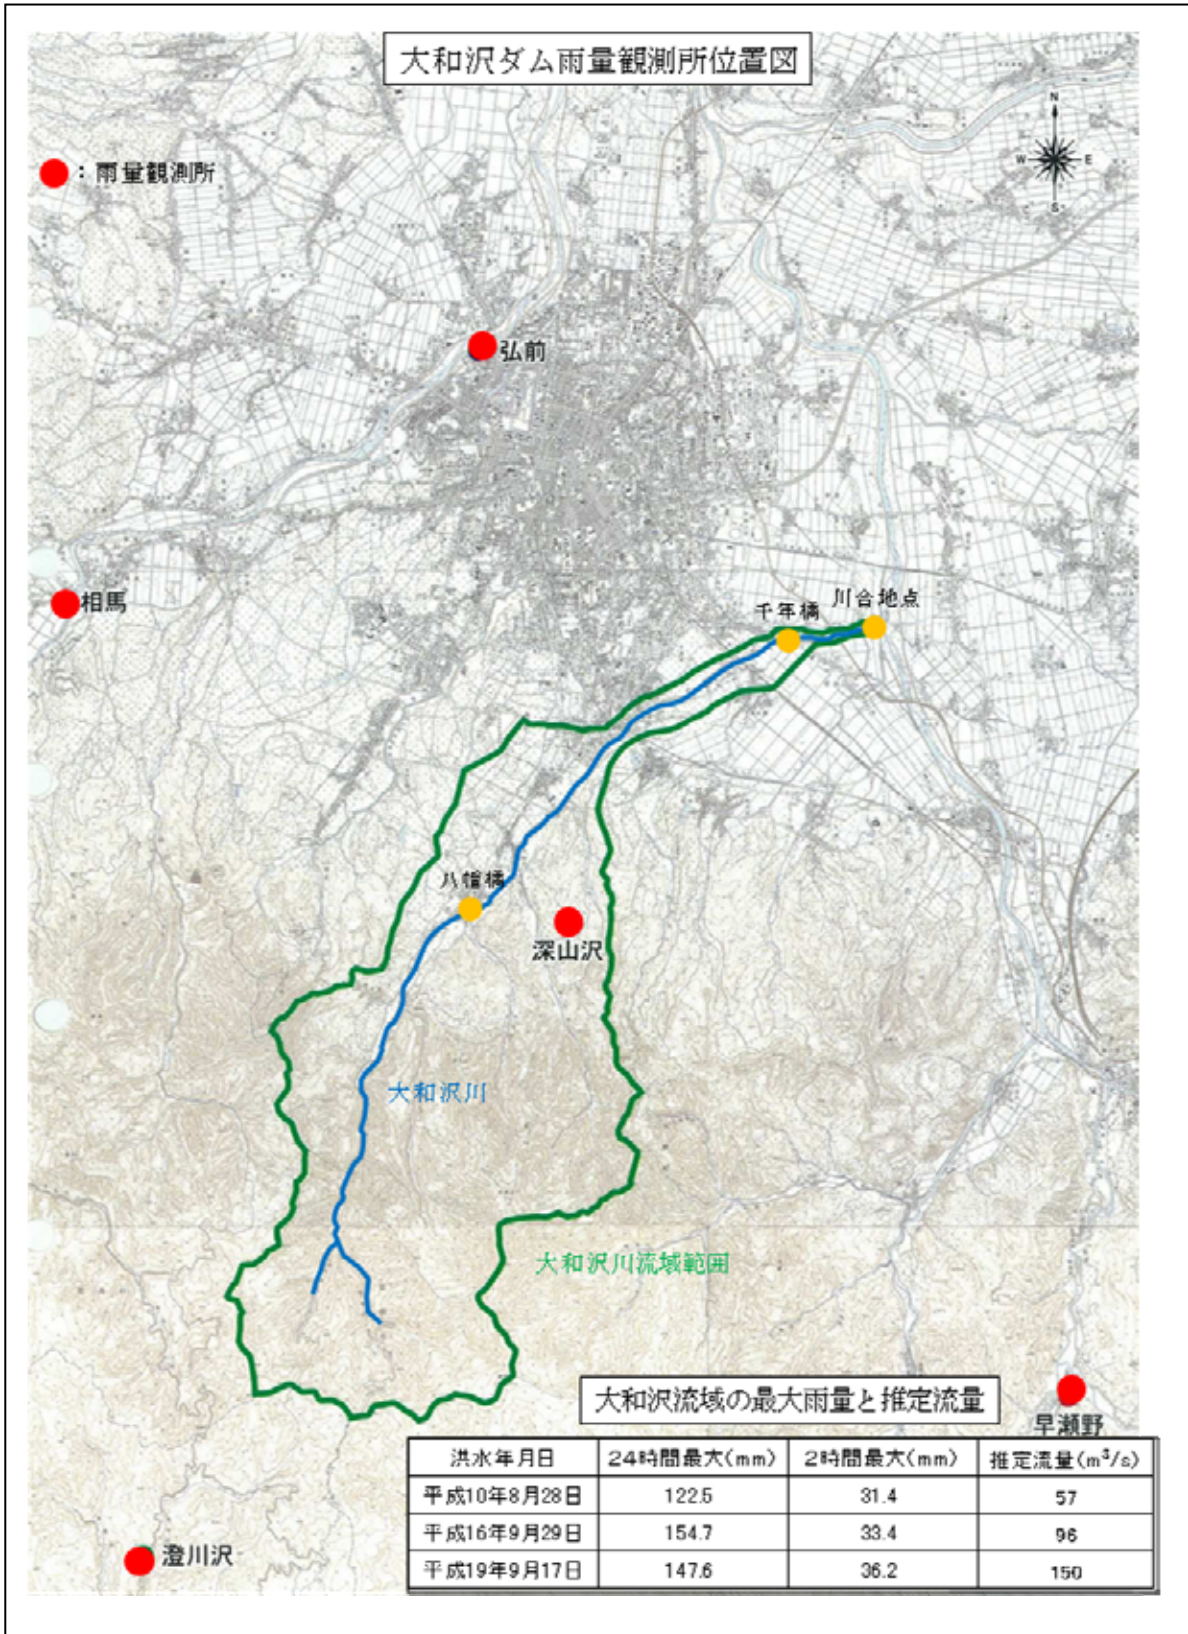 大和沢ダム雨量観測所位置図
N
W
E
S
：雨量観測所
弘前
相馬
千年橋
川合地点
八幡橋
深山沢
大和沢川
大和沢川流域範囲
大和沢流域の最大雨量と推定流量
早瀬野
洪水年月日 24時間最大(mm) 2時間最大(mm) 推定流量(m³/s)
平成10年8月28日 122.5 31.4 57
平成16年9月29日 154.7 33.4 96
平成19年9月17日 147.6 36.2 150
澄川沢